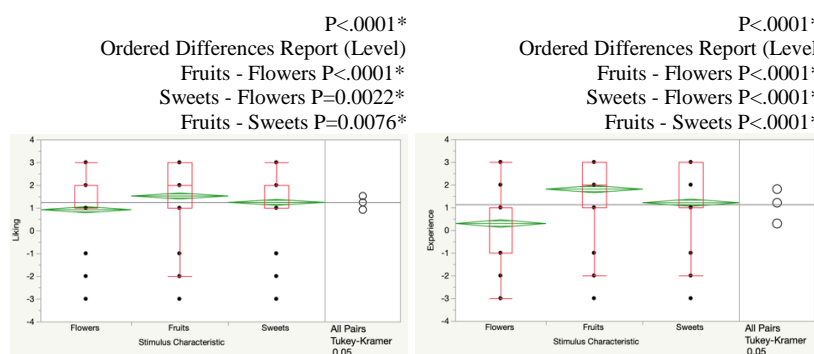 P<.0001*
Ordered Differences Report (Level)
Fruits - Flowers P<.0001*
Sweets - Flowers P=0.0022*
Fruits - Sweets P=0.0076*
4
3
2
1
0
-1
-2
-3
-4
Liking
Flowers
Fruits
Sweets
Stimulus Characteristic
All Pairs
Tukey-Kramer
0.05
P<.0001*
Ordered Differences Report (Level
Fruits - Flowers P<.0001*
Sweets - Flowers P<.0001*
Fruits - Sweets P<.0001*
4
3
2
1
0
-1
-2
-3
-4
Experience
Flowers
Fruits
Sweets
Stimulus Characteristic
All Pairs
Tukey-Kramer
0.05